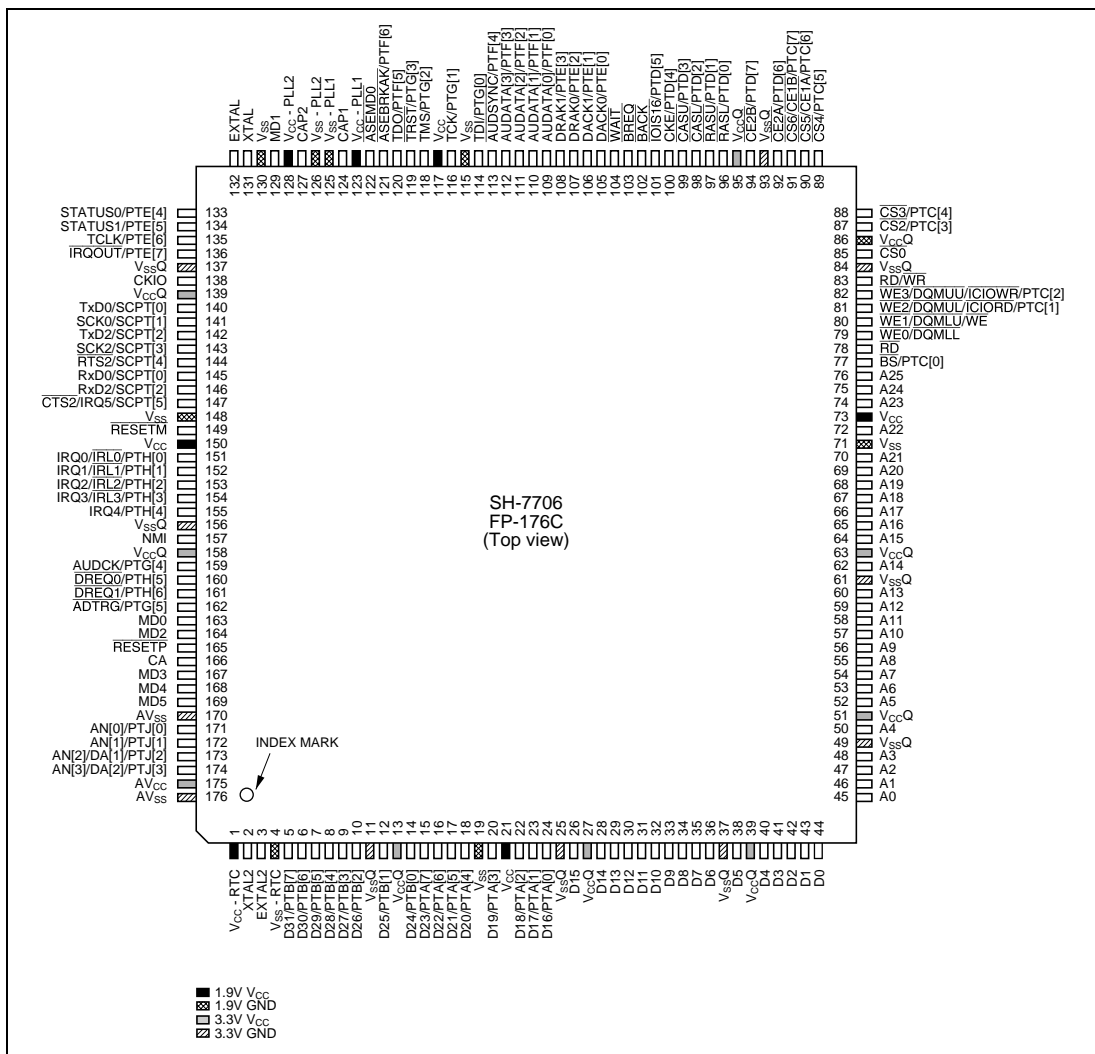 EXTAL
XTAL
VSS
MD1
VCC - PLL2
CAP2
VSS - PLL2
VSS - PLL1
CAP1
VCC - PLL1
ASEMD0
ASEBRKAK/PTF[6]
TDO/PTF[5]
TRST/PTG[3]
TMS/PTG[2]
VCC
TCK/PTG[1]
VSS
TDI/PTG[0]
AUDSYNC/PTF[4]
AUDATA[3]/PTF[3]
AUDATA[2]/PTF[2]
AUDATA[1]/PTF[1]
AUDATA[0]/PTF[0]
DRAK1/PTE[3]
DRAK0/PTE[2]
DACK1/PTE[1]
DACK0/PTE[0]
WAIT
BREQ
BACK
IOIS16/PTD[5]
CKE/PTD[4]
CASU/PTD[3]
CASL/PTD[2]
RASU/PTD[1]
RASL/PTD[0]
VCCQ
CE2B/PTD[7]
VSSQ
CE2A/PTD[6]
CS6/CE1B/PTC[7]
CS5/CE1A/PTC[6]
CS4/PTC[5]
132 131 130 129 128 127 126 125 124 123 122 121 120 119 118 117 116 115 114 113 112 111 110 109 108 107 106 105 104 103 102 101 100 99 98 97 96 95 94 93 92 91 90 89
STATUS0/PTE[4] 133
STATUS1/PTE[5] 134
TCLK/PTE[6] 135
IRQOUT/PTE[7] 136
VSSQ 137
CKIO 138
VCCQ 139
TxD0/SCPT[0] 140
SCK0/SCPT[1] 141
TxD2/SCPT[2] 142
SCK2/SCPT[3] 143
RTS2/SCPT[4] 144
RxD0/SCPT[0] 145
RxD2/SCPT[2] 146
CTS2/IRQ5/SCPT[5] 147
VSS 148
RESETM 149
VCC 150
IRQ0/IRL0/PTH[0] 151
IRQ1/IRL1/PTH[1] 152
IRQ2/IRL2/PTH[2] 153
IRQ3/IRL3/PTH[3] 154
IRQ4/PTH[4] 155
VSSQ 156
NMI 157
VCCQ 158
AUDCK/PTG[4] 159
DREQ0/PTH[5] 160
DREQ1/PTH[6] 161
ADTRG/PTG[5] 162
MD0 163
MD2 164
RESETP 165
CA 166
MD3 167
MD4 168
MD5 169
AVSS 170
AN[0]/PTJ[0] 171
AN[1]/PTJ[1] 172
AN[2]/DA[1]/PTJ[2] 173
AN[3]/DA[2]/PTJ[3] 174
AVCC 175
AVSS 176
SH-7706
FP-176C
(Top view)
INDEX MARK
88 CS3/PTC[4]
87 CS2/PTC[3]
86 VCCQ
85 CS0
84 VSSQ
83 RD/WR
82 WE3/DQMUU/ICIOWR/PTC[2]
81 WE2/DQMUL/ICIORD/PTC[1]
80 WE1/DQMLU/WE
79 WE0/DQMLL
78 RD
77 BS/PTC[0]
76 A25
75 A24
74 A23
73 VCC
72 A22
71 VSS
70 A21
69 A20
68 A19
67 A18
66 A17
65 A16
64 A15
63 VCCQ
62 A14
61 VSSQ
60 A13
59 A12
58 A11
57 A10
56 A9
55 A8
54 A7
53 A6
52 A5
51 VCCQ
50 A4
49 VSSQ
48 A3
47 A2
46 A1
45 A0
1 2 3 4 5 6 7 8 9 10 11 12 13 14 15 16 17 18 19 20 21 22 23 24 25 26 27 28 29 30 31 32 33 34 35 36 37 38 39 40 41 42 43 44
VCC - RTC
XTAL2
EXTAL2
VSS - RTC
D31/PTB[7]
D30/PTB[6]
D29/PTB[5]
D28/PTB[4]
D27/PTB[3]
D26/PTB[2]
VSSQ
D25/PTB[1]
VCCQ
D24/PTB[0]
D23/PTA[7]
D22/PTA[6]
D21/PTA[5]
D20/PTA[4]
VSS
D19/PTA[3]
VCC
D18/PTA[2]
D17/PTA[1]
D16/PTA[0]
VSSQ
D15
VCCQ
D14
D13
D12
D11
D10
D9
D8
D7
D6
VSSQ
D5
VCCQ
D4
D3
D2
D1
D0
1.9V VCC
1.9V GND
3.3V VCC
3.3V GND